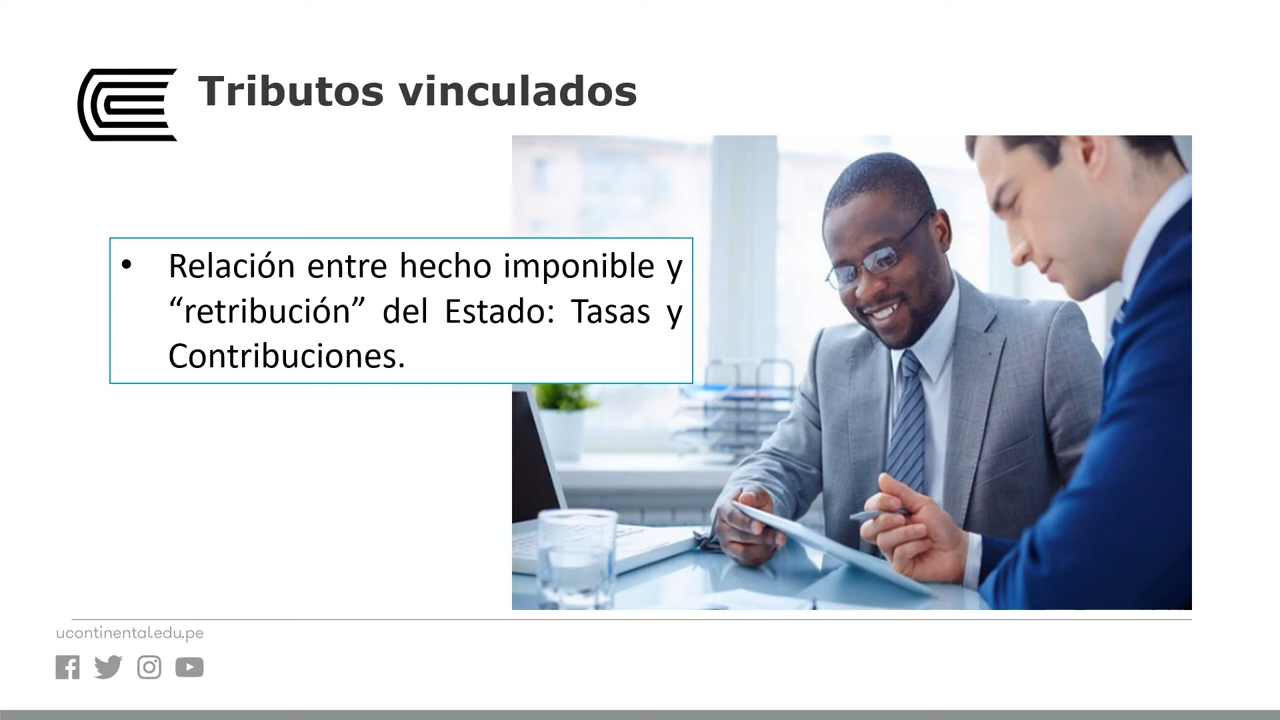 Tributos vinculados
• Relación entre hecho imponible y
“retribución” del Estado: Tasas y
Contribuciones.
ucontinental.edu.pe